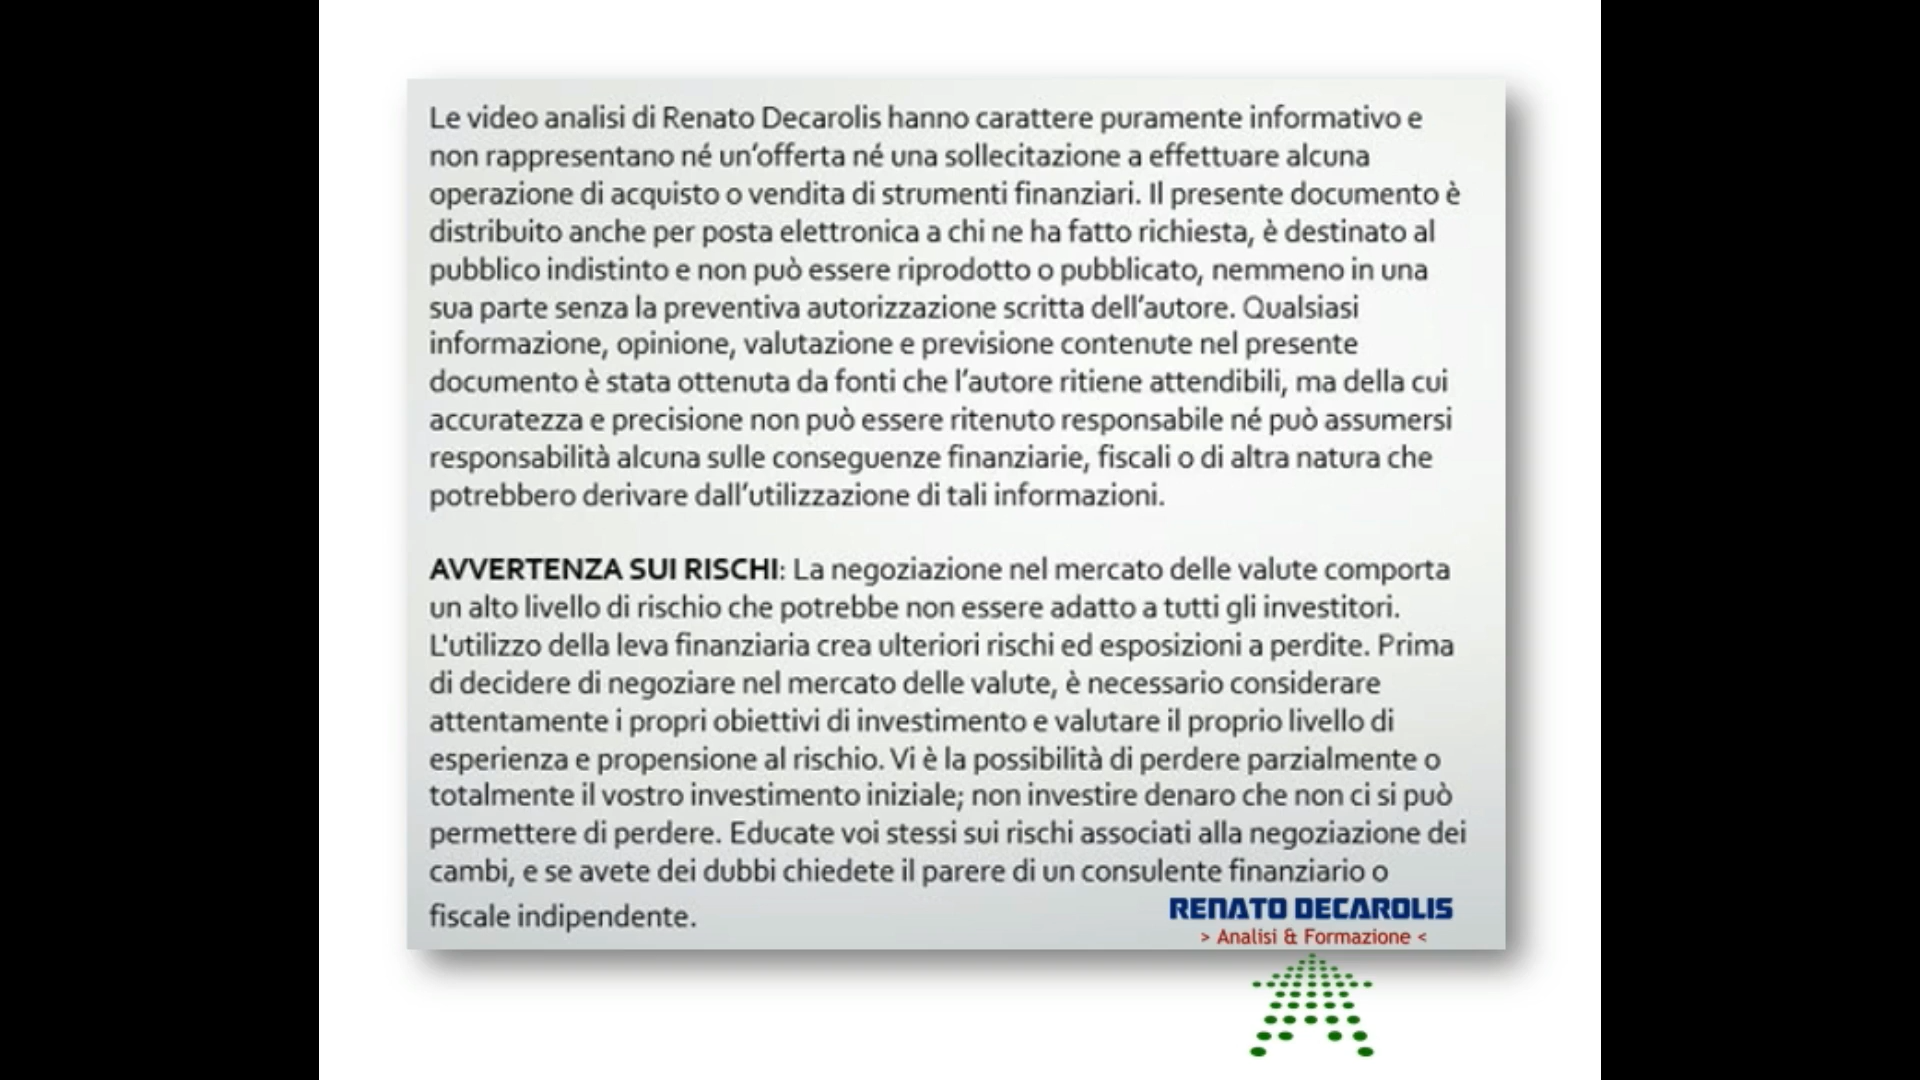 Le video analisi di Renato Decarolis hanno carattere puramente informativo e
non rappresentano né un’offerta né una sollecitazione a effettuare alcuna
operazione di acquisto o vendita di strumenti finanziari. Il presente documento è
distribuito anche per posta elettronica a chi ne ha fatto richiesta, è destinato al
pubblico indistinto e non può essere riprodotto o pubblicato, nemmeno in una
sua parte senza la preventiva autorizzazione scritta dell’autore. Qualsiasi
informazione, opinione, valutazione e previsione contenute nel presente
documento è stata ottenuta da fonti che l’autore ritiene attendibili, ma della cui
accuratezza e precisione non può essere ritenuto responsabile né può assumersi
responsabilità alcuna sulle conseguenze finanziarie, fiscali o di altra natura che
potrebbero derivare dall’utilizzazione di tali informazioni.
AVVERTENZA SUI RISCHI: La negoziazione nel mercato delle valute comporta
un alto livello di rischio che potrebbe non essere adatto a tutti gli investitori.
L'utilizzo della leva finanziaria crea ulteriori rischi ed esposizioni a perdite. Prima
di decidere di negoziare nel mercato delle valute, è necessario considerare
attentamente i propri obiettivi di investimento e valutare il proprio livello di
esperienza e propensione al rischio. Vi è la possibilità di perdere parzialmente o
totalmente il vostro investimento iniziale; non investire denaro che non ci si può
permettere di perdere. Educate voi stessi sui rischi associati alla negoziazione dei
cambi, e se avete dei dubbi chiedete il parere di un consulente finanziario o
fiscale indipendente.
RENATO DECAROLIS
> Analisi & Formazione <